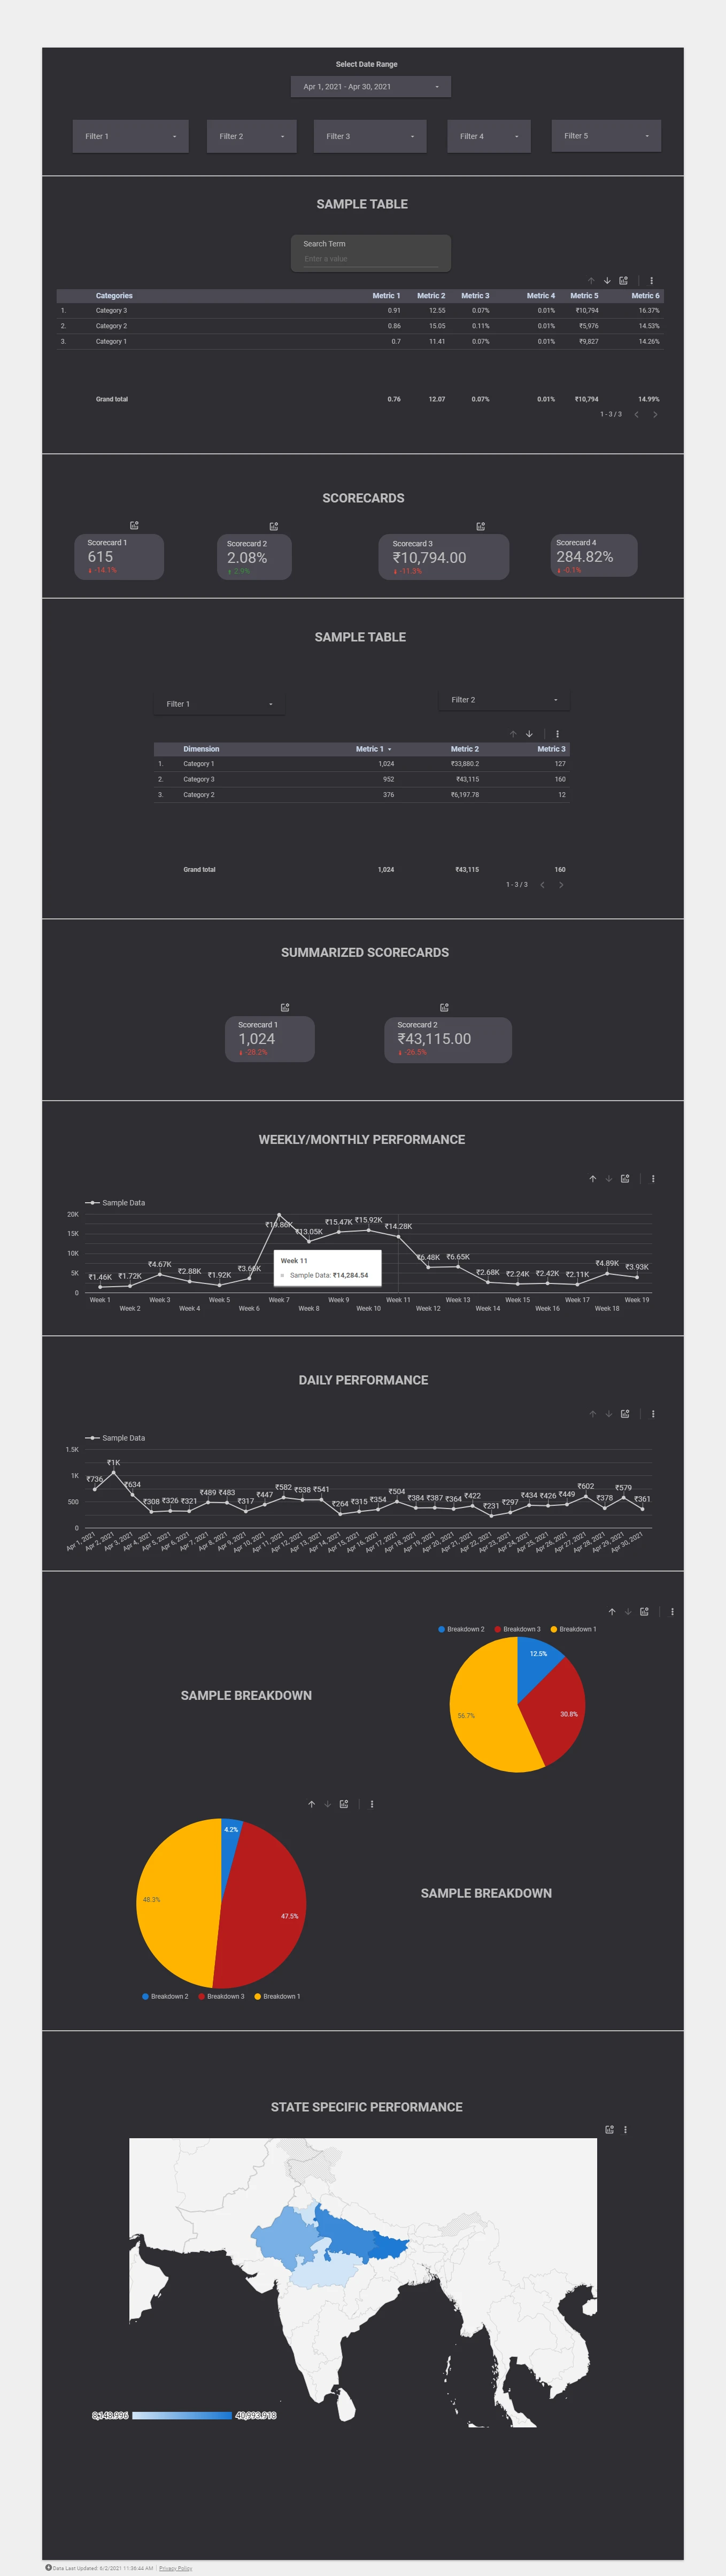 Select Date Range
Apr 1, 2021 - Apr 30, 2021
Filter 1 Filter 2 Filter 3 Filter 4 Filter 5
SAMPLE TABLE
Search Term
Enter a value
Categories Metric 1 Metric 2 Metric 3 Metric 4 Metric 5 Metric 6
1. Category 3 0.91 12.55 0.07% 0.01% ₹10,794 16.37%
2. Category 2 0.86 15.05 0.11% 0.01% ₹5,976 14.53%
3. Category 1 0.7 11.41 0.07% 0.01% ₹9,827 14.26%
Grand total 0.76 12.07 0.07% 0.01% ₹10,794 14.99%
1 - 3 / 3
SCORECARDS
Scorecard 1
615
-14.1%
Scorecard 2
2.08%
2.9%
Scorecard 3
₹10,794.00
-11.3%
Scorecard 4
284.82%
-0.1%
SAMPLE TABLE
Filter 1 Filter 2
Dimension Metric 1 Metric 2 Metric 3
1. Category 1 1,024 ₹33,880.2 127
2. Category 3 952 ₹43,115 160
3. Category 2 376 ₹6,197.78 12
Grand total 1,024 ₹43,115 160
1 - 3 / 3
SUMMARIZED SCORECARDS
Scorecard 1
1,024
-28.2%
Scorecard 2
₹43,115.00
-26.5%
WEEKLY/MONTHLY PERFORMANCE
Sample Data
20K
15K
10K
5K
0
₹1.46K ₹1.72K ₹4.67K ₹2.88K ₹1.92K ₹3.66K ₹19.86K ₹13.05K ₹15.47K ₹15.92K ₹14.28K ₹6.48K ₹6.65K ₹2.68K ₹2.24K ₹2.42K ₹2.11K ₹4.89K ₹3.93K
Week 11
Sample Data: ₹14,284.54
Week 1 Week 3 Week 5 Week 7 Week 9 Week 11 Week 13 Week 15 Week 17 Week 19
Week 2 Week 4 Week 6 Week 8 Week 10 Week 12 Week 14 Week 16 Week 18
DAILY PERFORMANCE
Sample Data
1.5K
1K
500
0
₹736 ₹1K ₹634 ₹308 ₹326 ₹321 ₹489 ₹483 ₹317 ₹447 ₹582 ₹538 ₹541 ₹264 ₹315 ₹354 ₹504 ₹384 ₹387 ₹364 ₹422 ₹231 ₹297 ₹434 ₹426 ₹449 ₹602 ₹378 ₹579 ₹361
Apr 1, 2021 Apr 2, 2021 Apr 3, 2021 Apr 4, 2021 Apr 5, 2021 Apr 6, 2021 Apr 7, 2021 Apr 8, 2021 Apr 9, 2021 Apr 10, 2021 Apr 11, 2021 Apr 12, 2021 Apr 13, 2021 Apr 14, 2021 Apr 15, 2021 Apr 16, 2021 Apr 17, 2021 Apr 18, 2021 Apr 19, 2021 Apr 20, 2021 Apr 21, 2021 Apr 22, 2021 Apr 23, 2021 Apr 24, 2021 Apr 25, 2021 Apr 26, 2021 Apr 27, 2021 Apr 28, 2021 Apr 29, 2021 Apr 30, 2021
Breakdown 2 Breakdown 3 Breakdown 1
12.5%
30.8%
56.7%
SAMPLE BREAKDOWN
4.2%
48.3%
47.5%
SAMPLE BREAKDOWN
Breakdown 2 Breakdown 3 Breakdown 1
STATE SPECIFIC PERFORMANCE
Data Last Updated: 6/2/2021 11:36:44 AM Privacy Policy